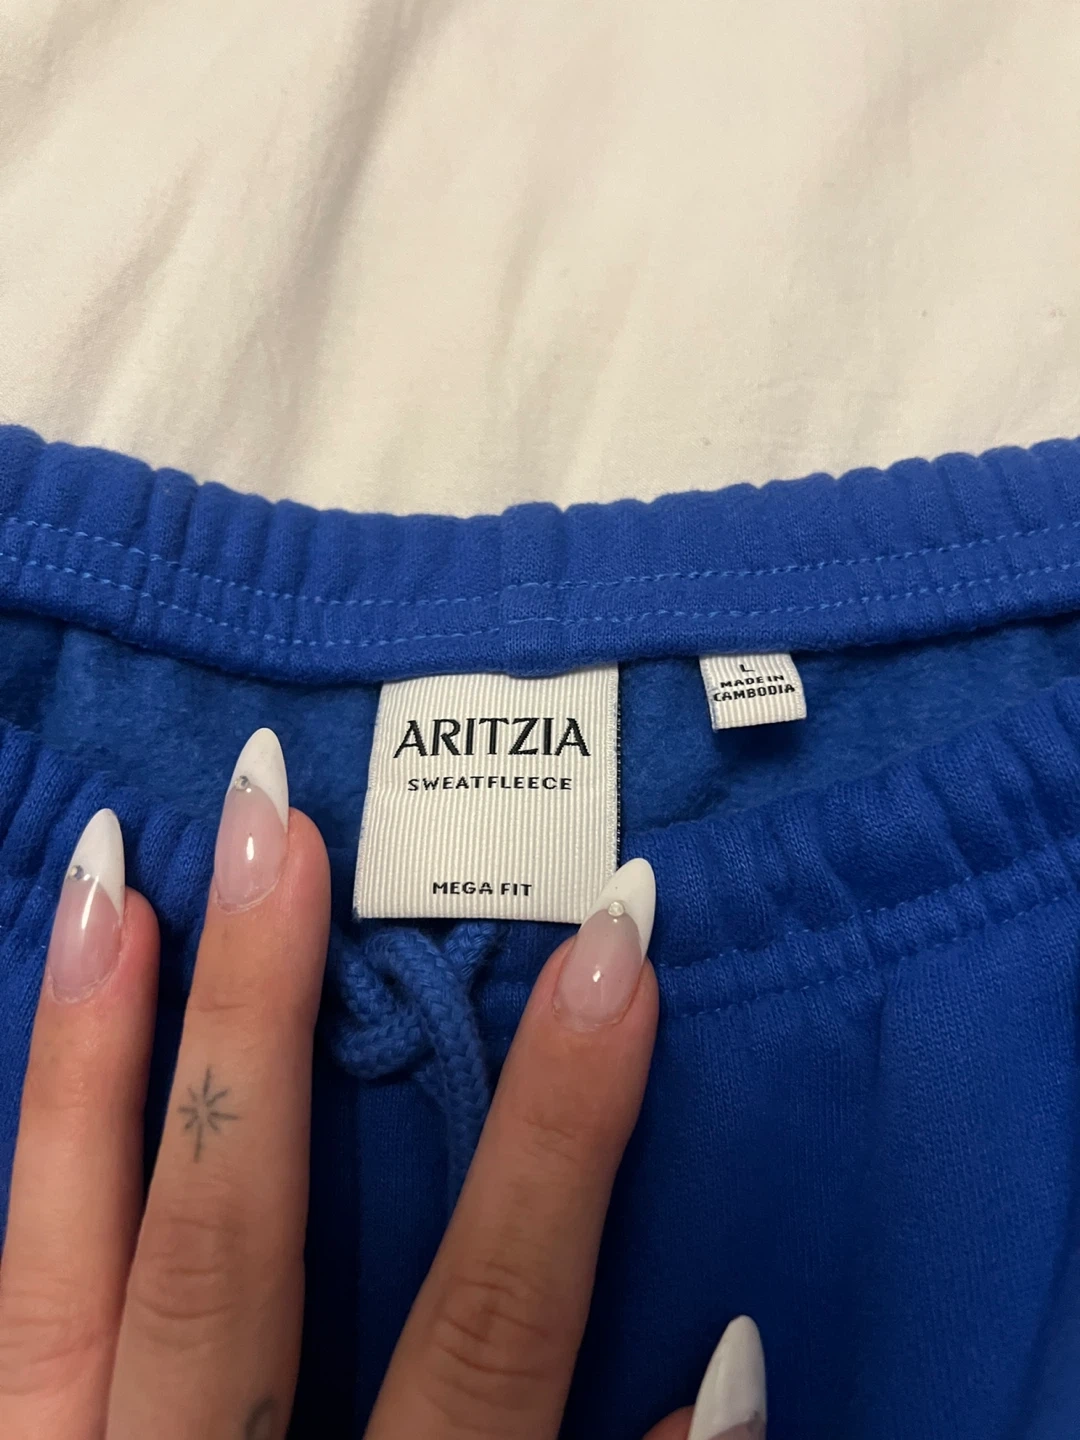 ARITZIA
SWEATFLEECE
MEGA FIT
L
MADE IN
CAMBODIA